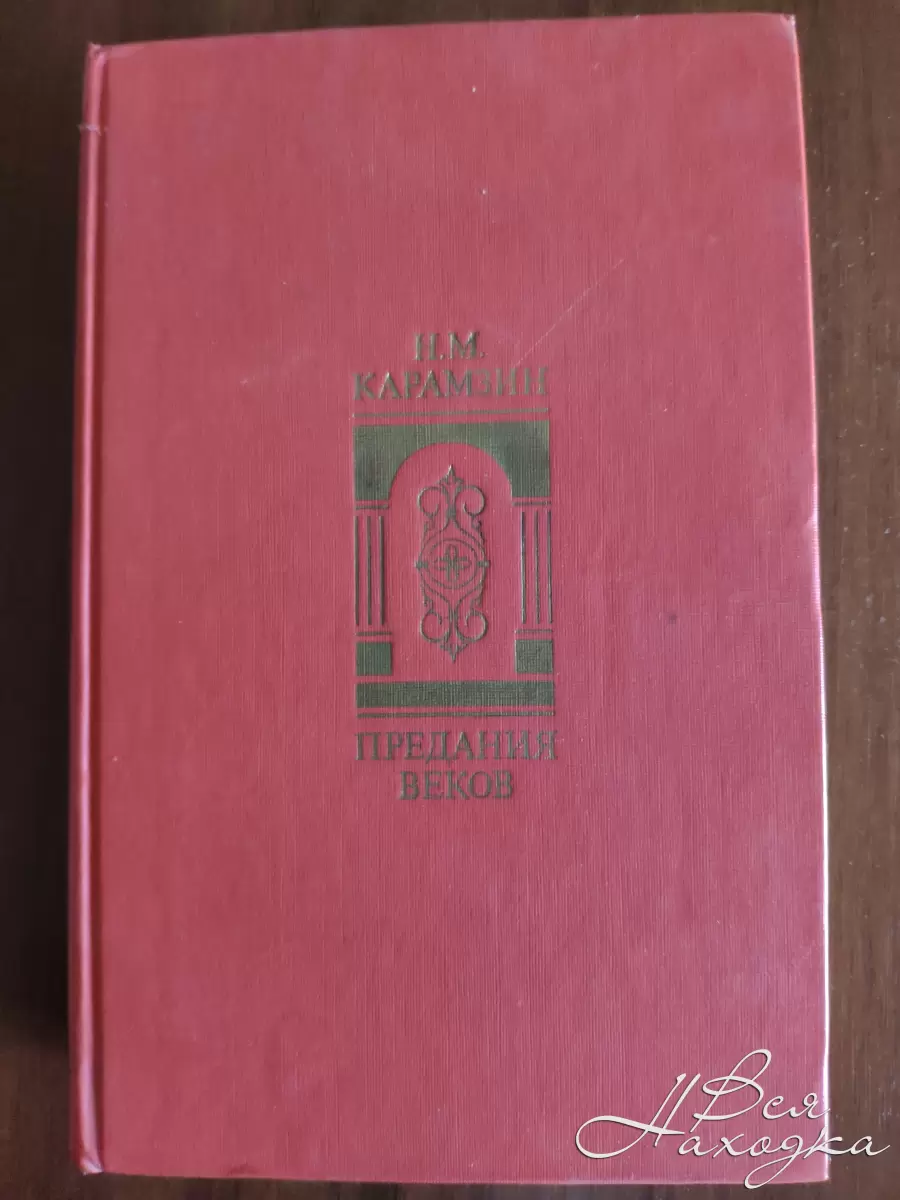 Н.М.
КАРАМЗИН
ПРЕДАНИЯ
ВЕКОВ
Вся
Находка